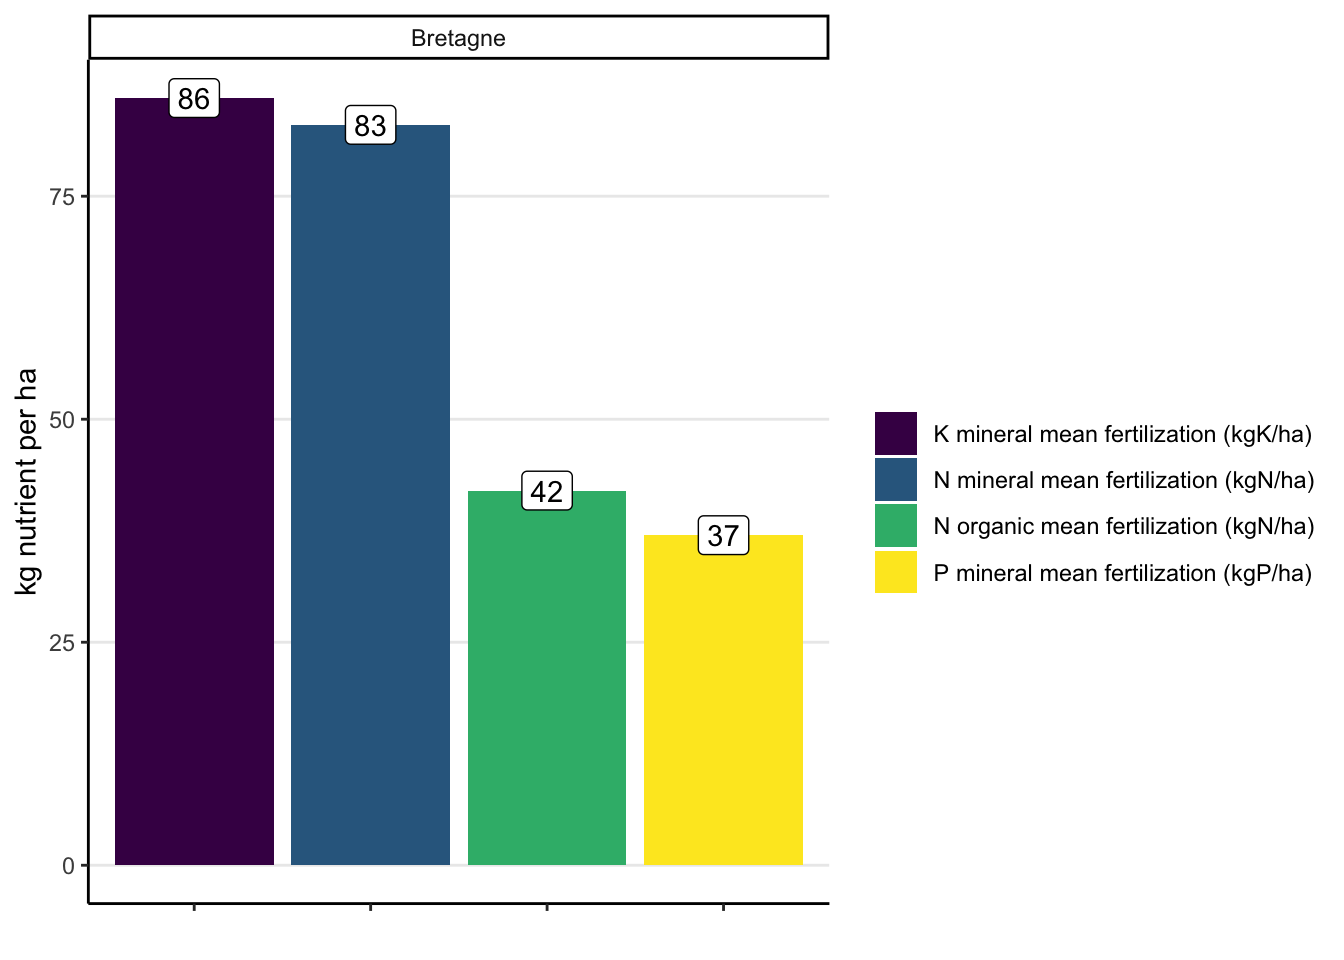 Bretagne
86
83
75
50
42
37
25
0
kg nutrient per ha
K mineral mean fertilization (kgK/ha)
N mineral mean fertilization (kgN/ha)
N organic mean fertilization (kgN/ha)
P mineral mean fertilization (kgP/ha)